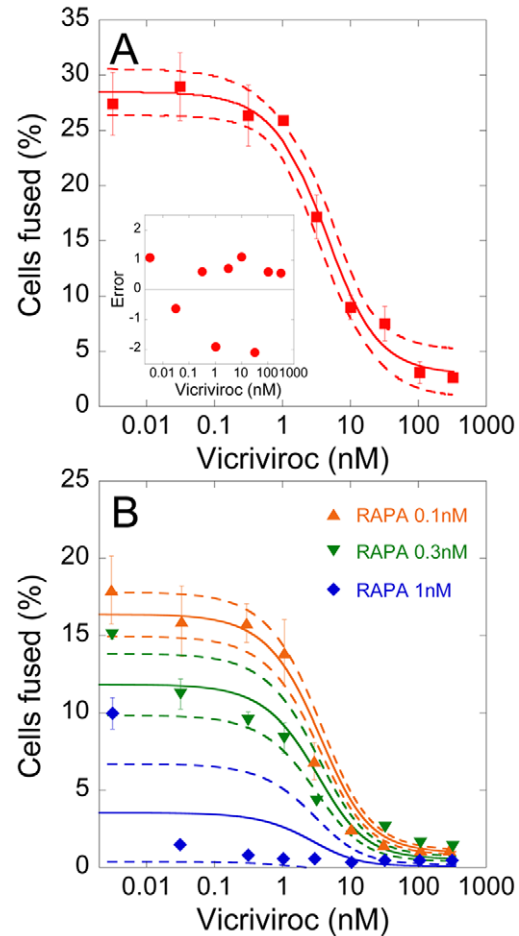 A
35
30
25
20
15
10
5
0
Cells fused (%)
2
1
0
-1
-2
Error
0.01 0.1 1 10 100 1000
Vicriviroc (nM)
0.01 0.1 1 10 100 1000
Vicriviroc (nM)
B
25
20
15
10
5
0
Cells fused (%)
RAPA 0.1nM
RAPA 0.3nM
RAPA 1nM
0.01 0.1 1 10 100 1000
Vicriviroc (nM)